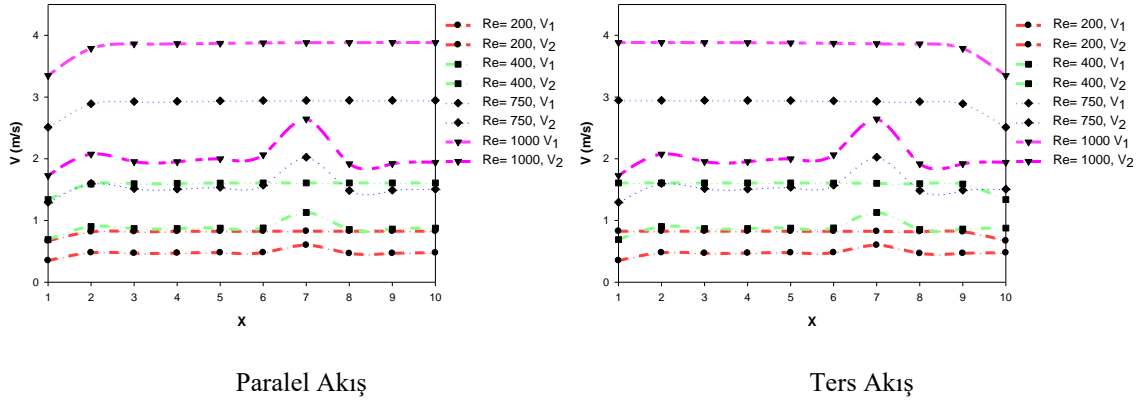 Re= 200, V1
Re= 200, V2
Re= 400, V1
Re= 400, V2
Re= 750, V1
Re= 750, V2
Re= 1000 V1
Re= 1000, V2
V (m/s)
4
3
2
1
0
1 2 3 4 5 6 7 8 9 10
X
Paralel Akış
Re= 200, V1
Re= 200, V2
Re= 400, V1
Re= 400, V2
Re= 750, V1
Re= 750, V2
Re= 1000 V1
Re= 1000, V2
V (m/s)
4
3
2
1
0
1 2 3 4 5 6 7 8 9 10
X
Ters Akış